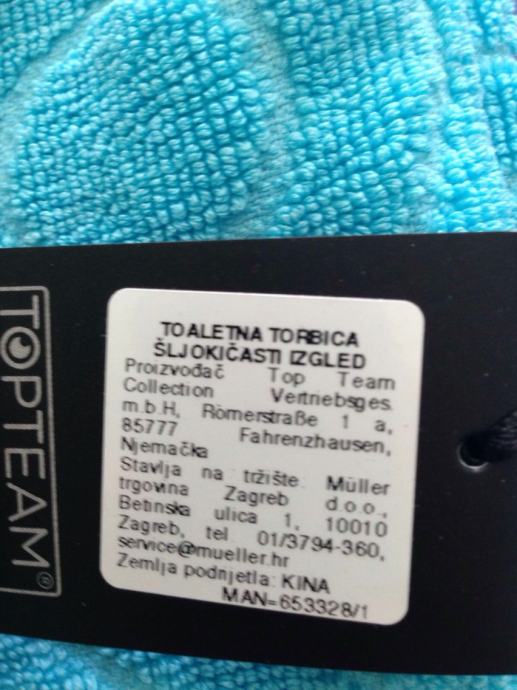 TOPTEAM®
TOALETNA TORBICA
ŠLJOKIČASTI IZGLED
Proizvođač Top Team
Collection Vertriebsges.
m.b.H, Römerstraße 1 a,
85777 Fahrenzhausen,
Njemačka
Stavlja na tržište: Müller
trgovina Zagreb d.o.o.,
Betinska ulica 1, 10010
Zagreb, tel. 01/3794-360,
service@mueller.hr
Zemlja podrijetla: KINA
MAN=653328/1